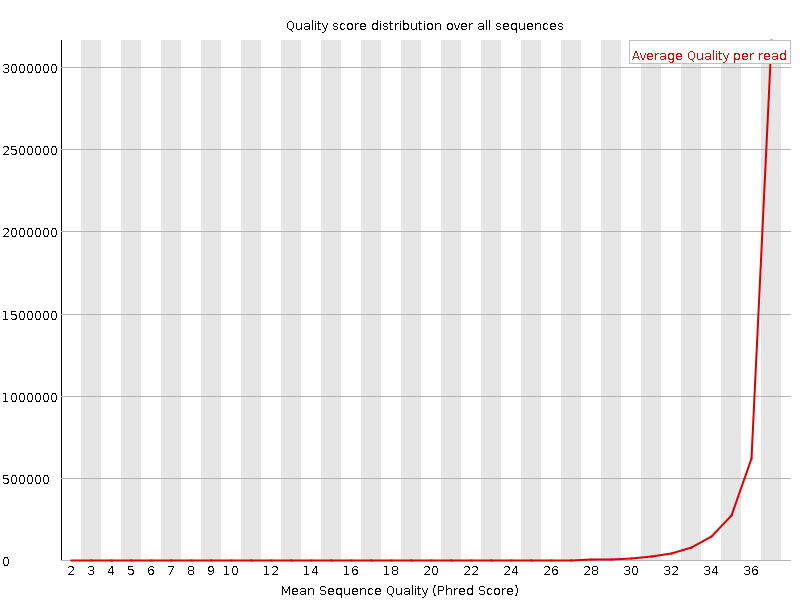 Quality score distribution over all sequences
Average Quality per read
3000000
2500000
2000000
1500000
1000000
500000
0
2 3 4 5 6 7 8 9 10 12 14 16 18 20 22 24 26 28 30 32 34 36
Mean Sequence Quality (Phred Score)